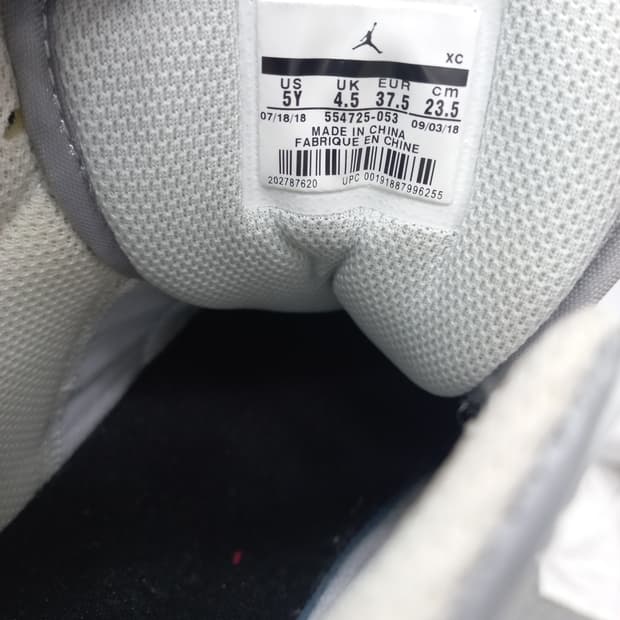 XC
US UK EUR cm
5Y 4.5 37.5 23.5
07/18/18 554725-053 09/03/18
MADE IN CHINA
FABRIQUE EN CHINE
202787620 UPC 00191887996255